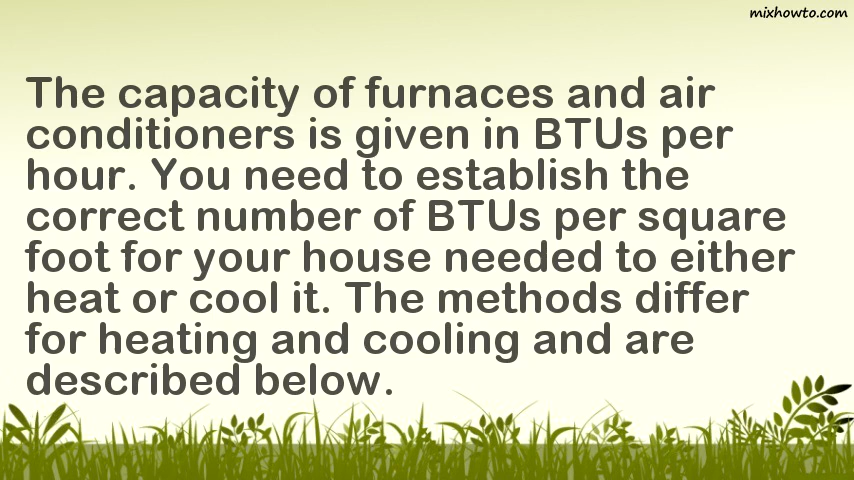 mixhowto.com
The capacity of furnaces and air
conditioners is given in BTUs per
hour. You need to establish the
correct number of BTUs per square
foot for your house needed to either
heat or cool it. The methods differ
for heating and cooling and are
described below.